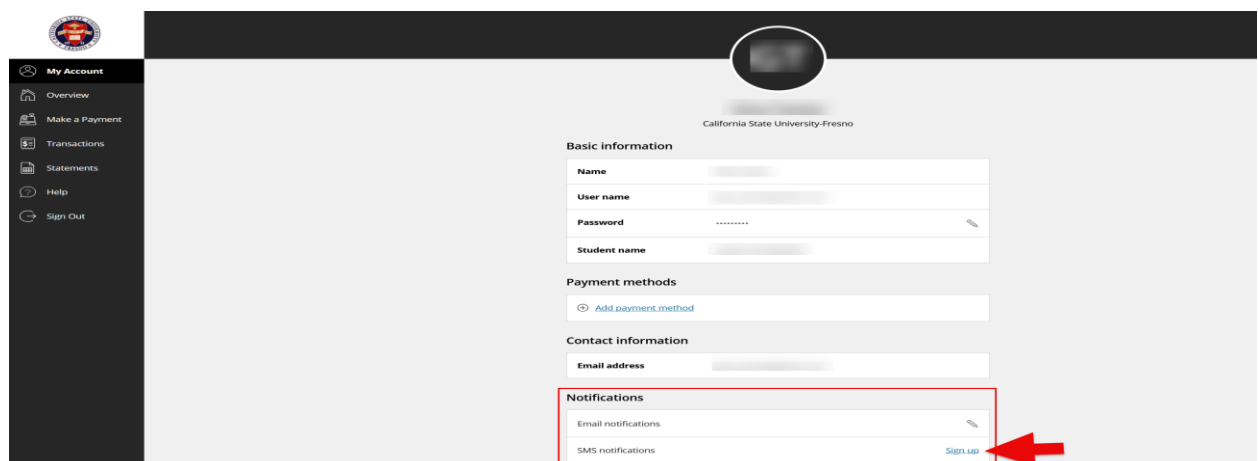 My Account
Overview
Make a Payment
Transactions
Statements
Help
Sign Out
California State University-Fresno
Basic information
Name
User name
Password ·········
Student name
Payment methods
Add payment method
Contact information
Email address
Notifications
Email notifications
SMS notifications Sign up